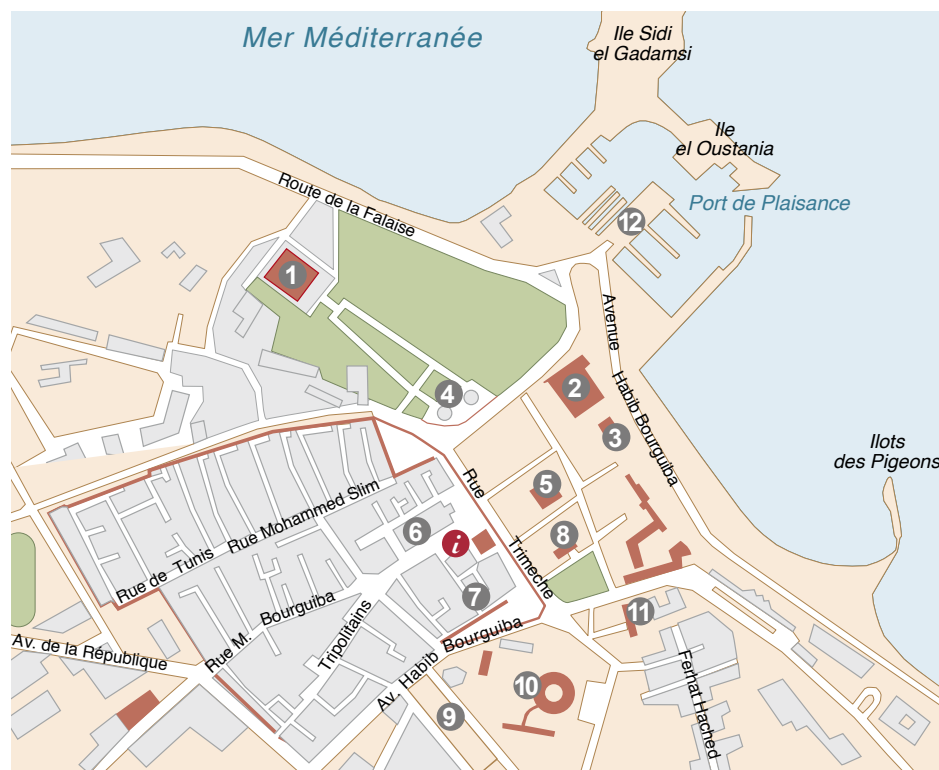 Mer Méditerranée
Ile Sidi
el Gadamsi
Ile
el Oustania
Port de Plaisance
12
Route de la Falaise
1
Avenue
Habib Bourguiba
2
4
3
Ilots
des Pigeons
Rue
Trimeche
5
Rue Mohammed Slim
Rue de Tunis
6
i
8
7
Rue M. Bourguiba
Tripolitains
11
Av. de la République
Av. Habib Bourguiba
Ferhat Hached
10
9